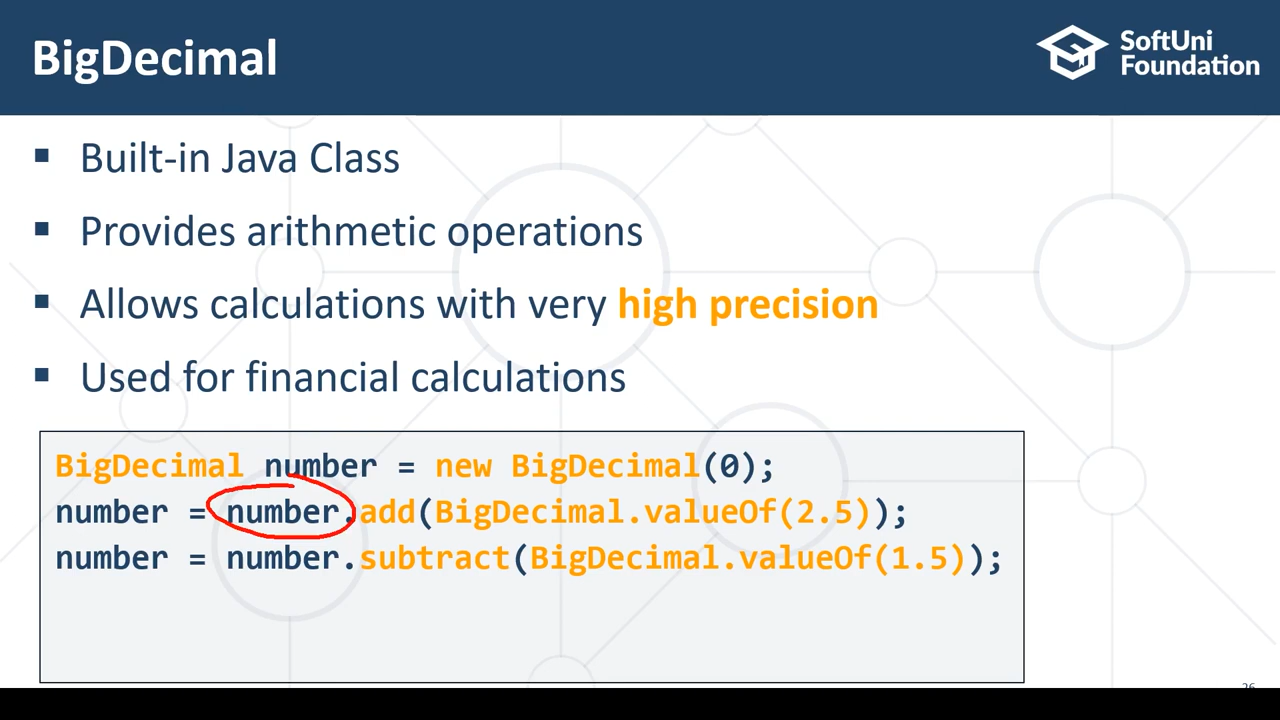 BigDecimal
SoftUni
Foundation
▪ Built-in Java Class
▪ Provides arithmetic operations
▪ Allows calculations with very high precision
▪ Used for financial calculations
BigDecimal number = new BigDecimal(0);
number = number.add(BigDecimal.valueOf(2.5));
number = number.subtract(BigDecimal.valueOf(1.5));
26